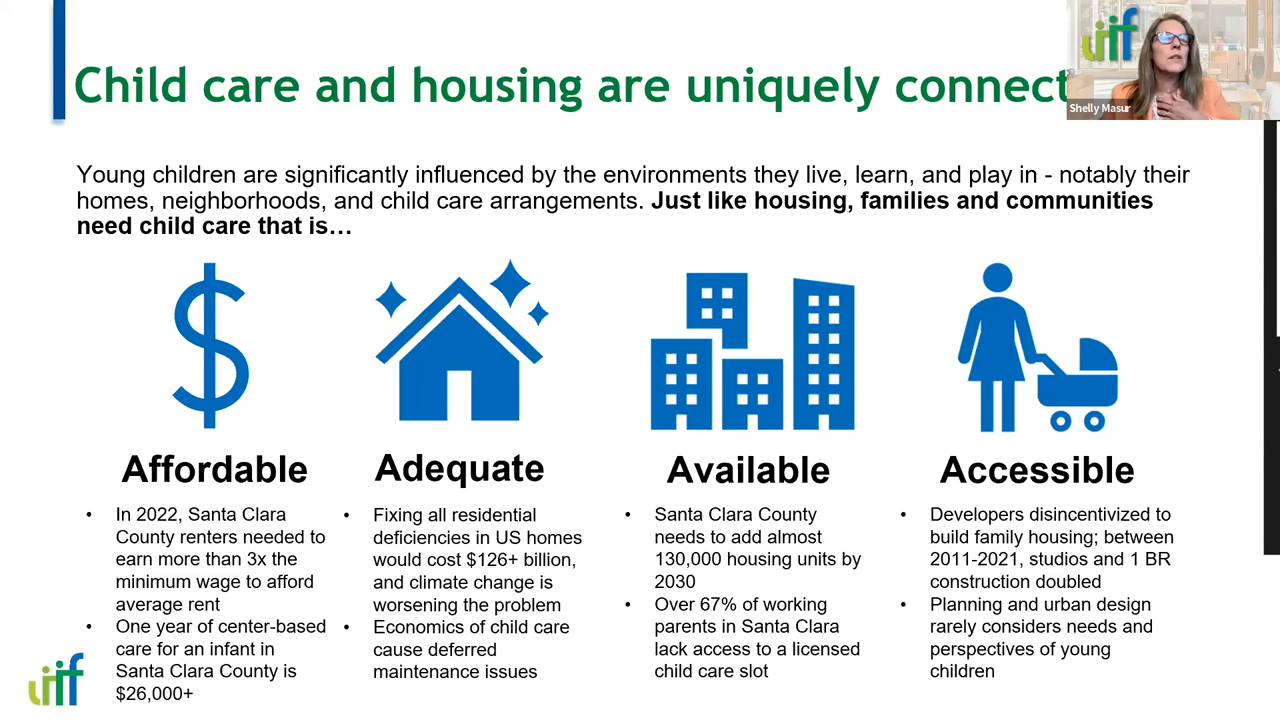 Child care and housing are uniquely connect
iiif
Shelly Masur
Young children are significantly influenced by the environments they live, learn, and play in - notably their
homes, neighborhoods, and child care arrangements. Just like housing, families and communities
need child care that is…
$
Affordable
• In 2022, Santa Clara
County renters needed to
earn more than 3x the
minimum wage to afford
average rent
• One year of center-based
care for an infant in
Santa Clara County is
$26,000+
Adequate
• Fixing all residential
deficiencies in US homes
would cost $126+ billion,
and climate change is
worsening the problem
• Economics of child care
cause deferred
maintenance issues
Available
• Santa Clara County
needs to add almost
130,000 housing units by
2030
• Over 67% of working
parents in Santa Clara
lack access to a licensed
child care slot
Accessible
• Developers disincentivized to
build family housing; between
2011-2021, studios and 1 BR
construction doubled
• Planning and urban design
rarely considers needs and
perspectives of young
children
iiif